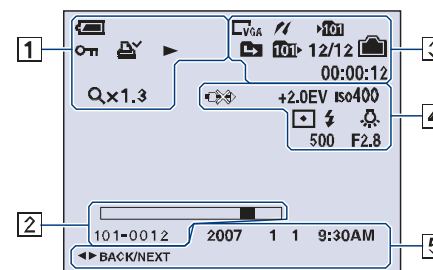 1
VGA 101
3
101 12/12
00:00:12
×1.3
+2.0EV ISO400
4
500 F2.8
2
101-0012 2007 1 1 9:30AM
5
BACK/NEXT